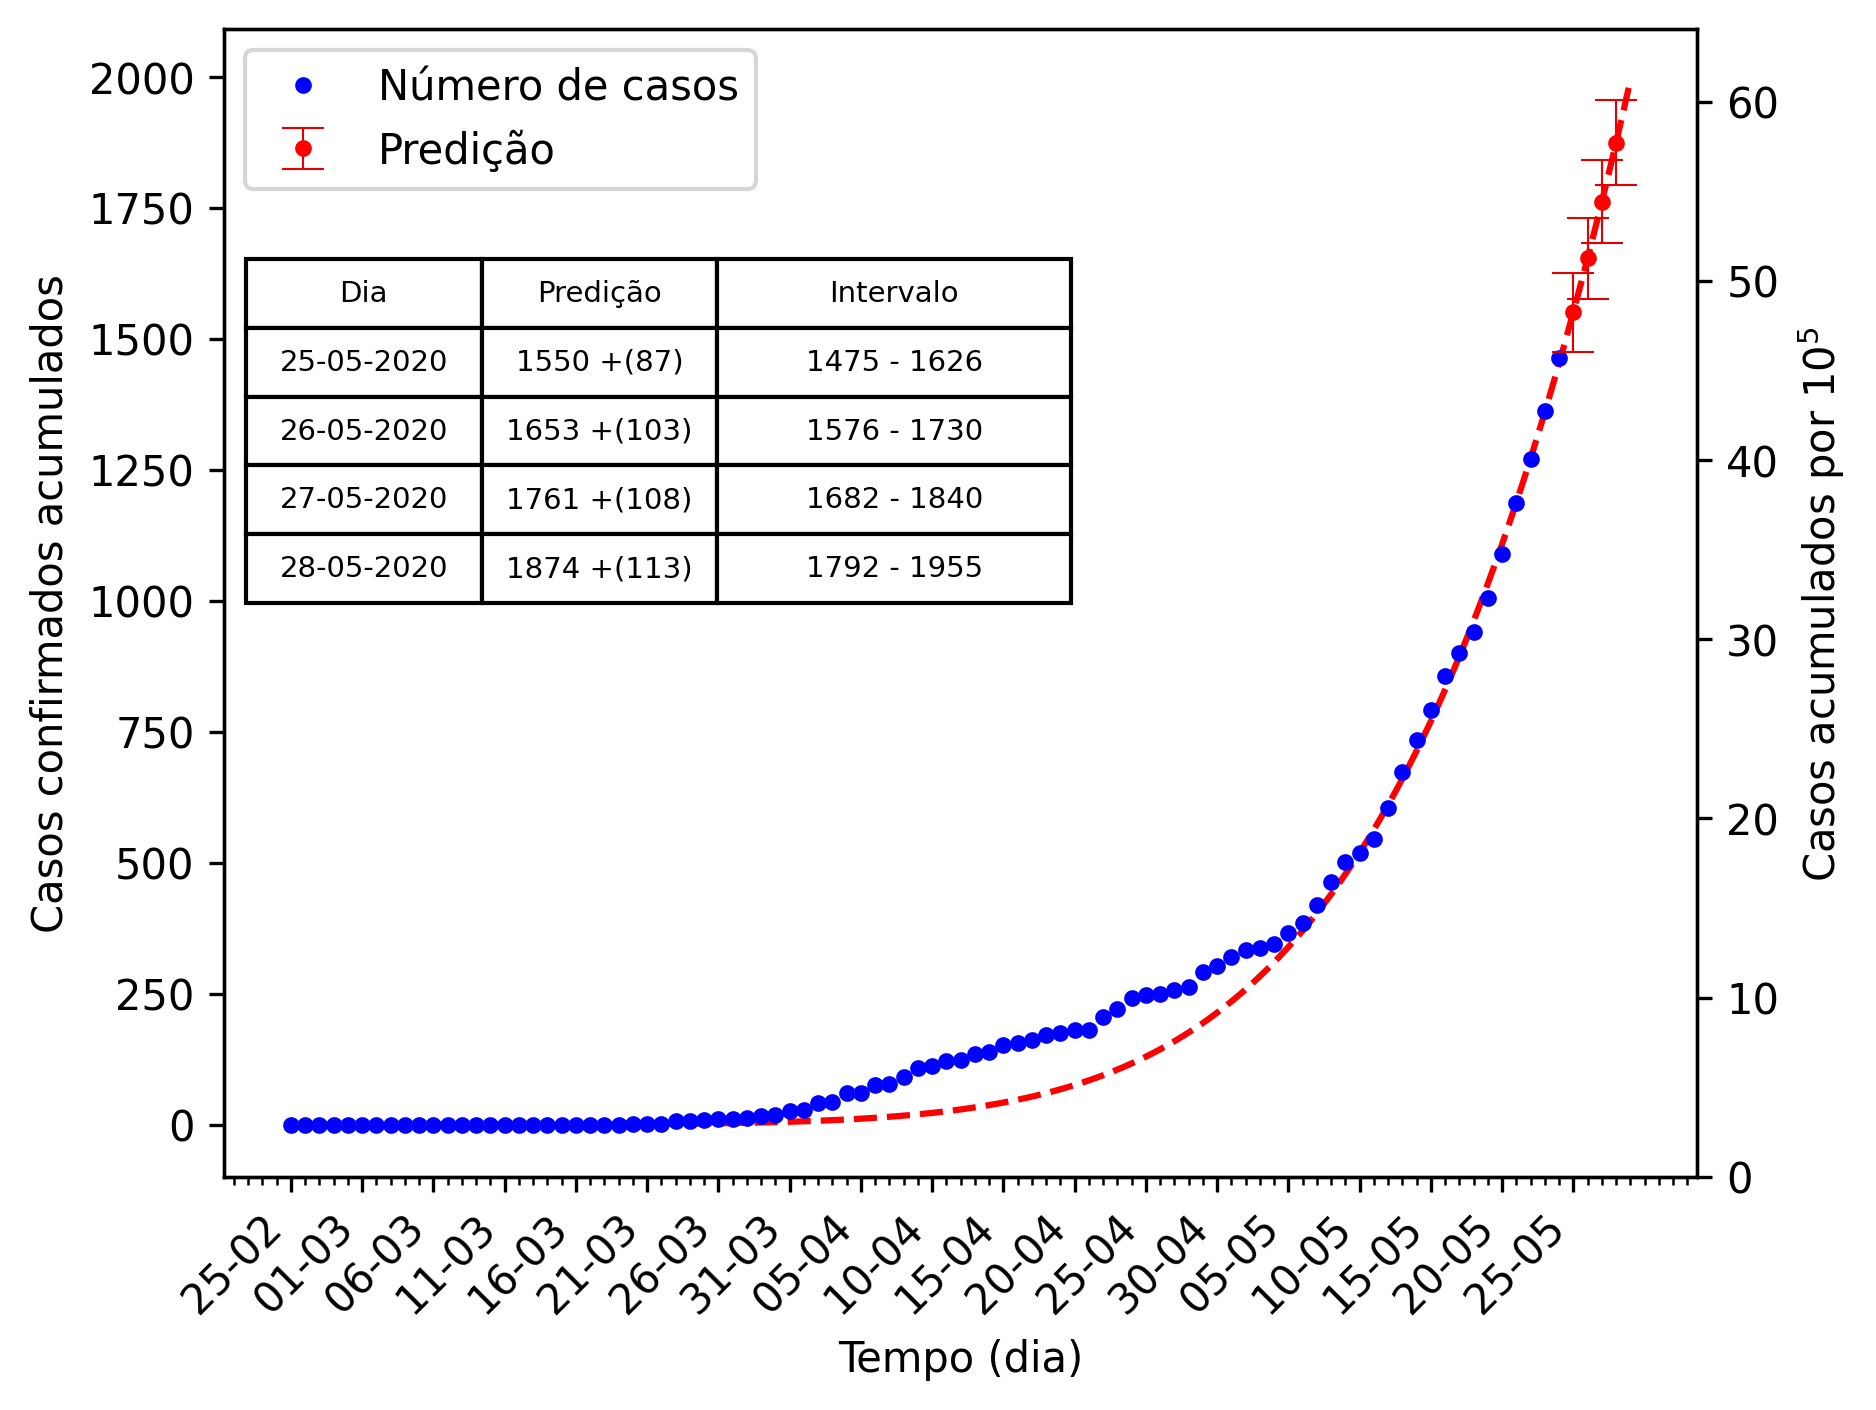 Número de casos
Predição
Dia Predição Intervalo
25-05-2020 1550 +(87) 1475 - 1626
26-05-2020 1653 +(103) 1576 - 1730
27-05-2020 1761 +(108) 1682 - 1840
28-05-2020 1874 +(113) 1792 - 1955
Casos confirmados acumulados
2000
1750
1500
1250
1000
750
500
250
0
Casos acumulados por 10⁵
60
50
40
30
20
10
0
25-02 01-03 06-03 11-03 16-03 21-03 26-03 31-03 05-04 10-04 15-04 20-04 25-04 30-04 05-05 10-05 15-05 20-05 25-05
Tempo (dia)